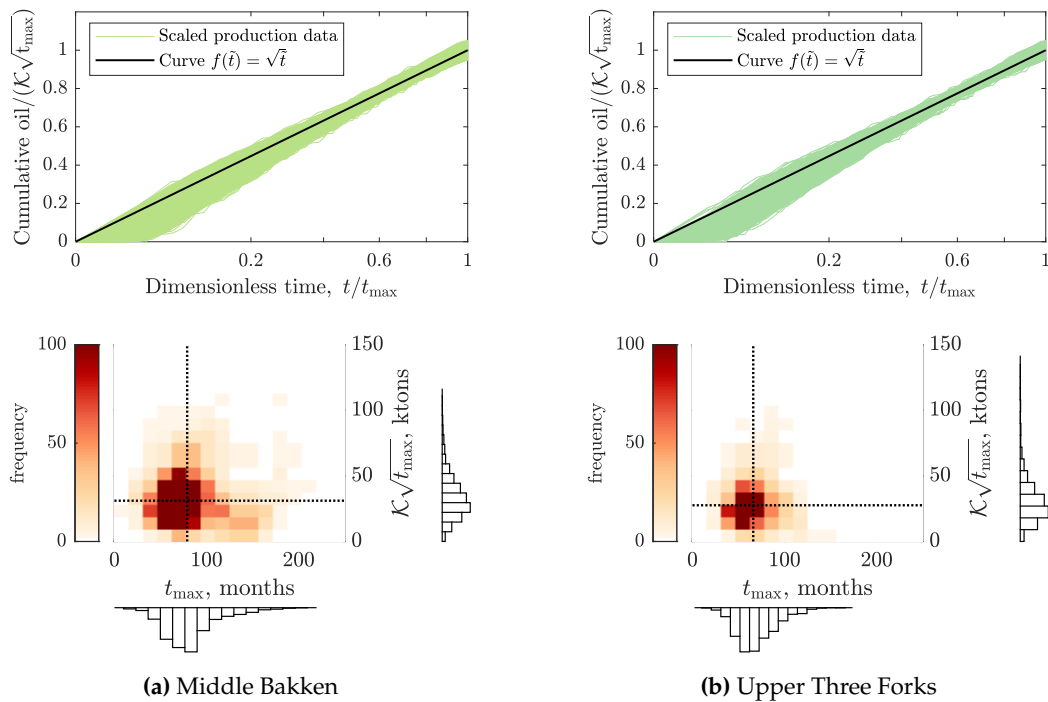 Cumulative oil/(𝒦√t_max)
1
0.8
0.6
0.4
0.2
0
Scaled production data
Curve f(t̃) = √t̃
0
0.2
0.6
1
Dimensionless time, t/t_max
Cumulative oil/(𝒦√t_max)
1
0.8
0.6
0.4
0.2
0
Scaled production data
Curve f(t̃) = √t̃
0
0.2
0.6
1
Dimensionless time, t/t_max
frequency
100
50
0
150
100
50
0
𝒦√t_max, ktons
0
100
200
t_max, months
frequency
100
50
0
150
100
50
0
𝒦√t_max, ktons
0
100
200
t_max, months
(a) Middle Bakken
(b) Upper Three Forks